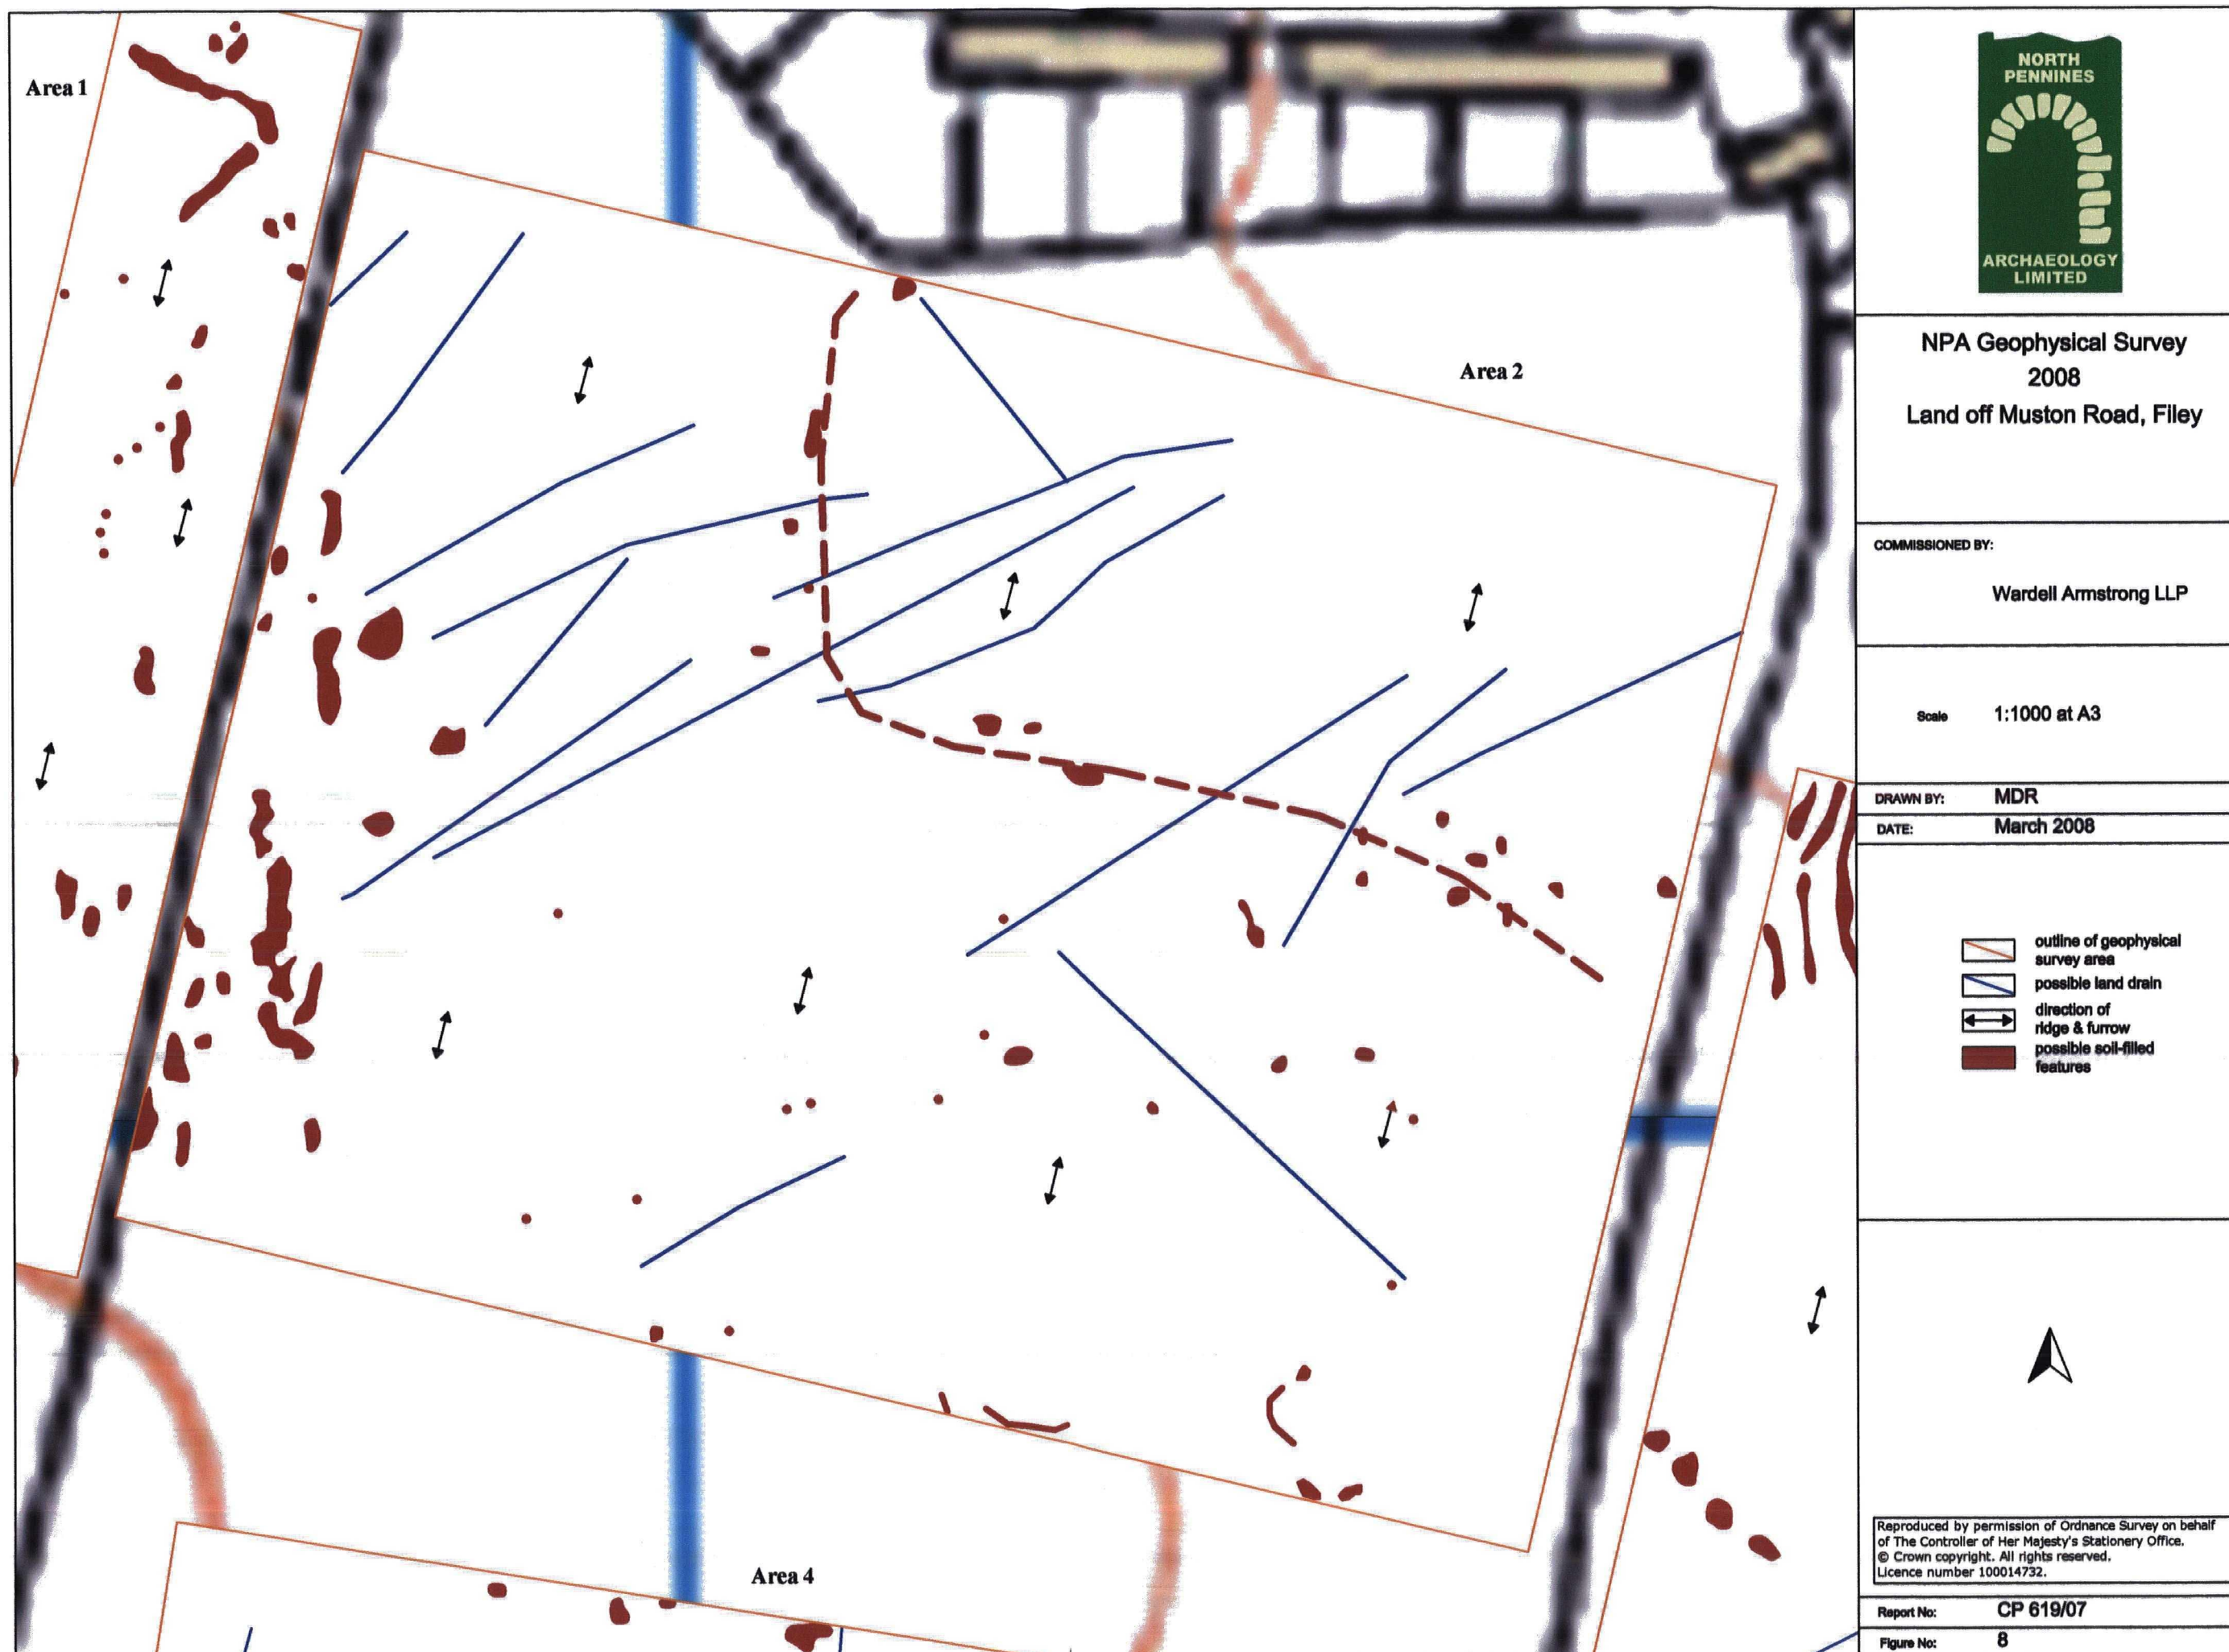 Area 1
Area 2
Area 4
NORTH
PENNINES
ARCHAEOLOGY
LIMITED
NPA Geophysical Survey
2008
Land off Muston Road, Filey
COMMISSIONED BY:
Wardell Armstrong LLP
Scale 1:1000 at A3
DRAWN BY: MDR
DATE: March 2008
outline of geophysical
survey area
possible land drain
direction of
ridge & furrow
possible soil-filled
features
Reproduced by permission of Ordnance Survey on behalf
of The Controller of Her Majesty's Stationery Office.
© Crown copyright. All rights reserved.
Licence number 100014732.
Report No: CP 619/07
Figure No: 8